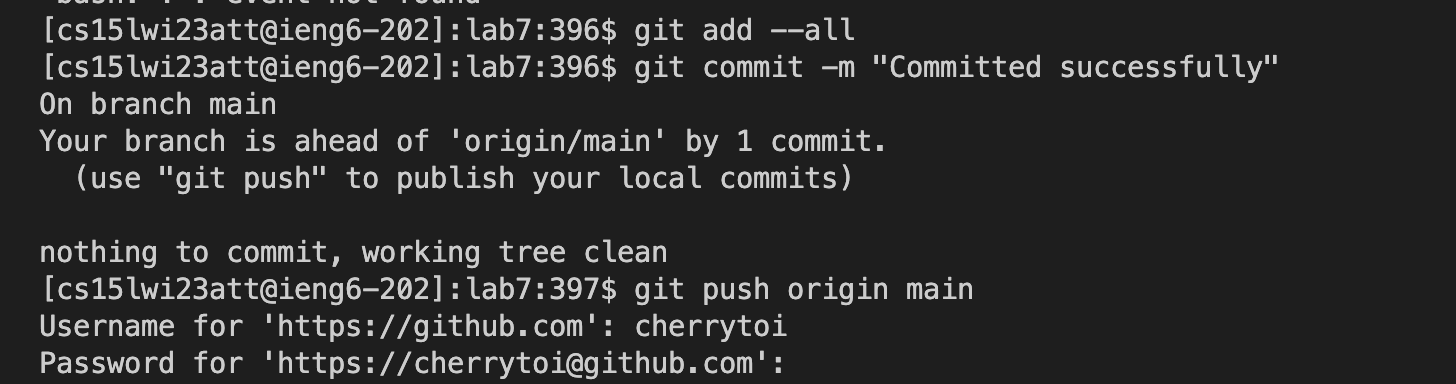 [cs15lwi23att@ieng6-202]:lab7:396$ git add --all
[cs15lwi23att@ieng6-202]:lab7:396$ git commit -m "Committed successfully"
On branch main
Your branch is ahead of 'origin/main' by 1 commit.
(use "git push" to publish your local commits)
nothing to commit, working tree clean
[cs15lwi23att@ieng6-202]:lab7:397$ git push origin main
Username for 'https://github.com': cherrytoi
Password for 'https://cherrytoi@github.com':